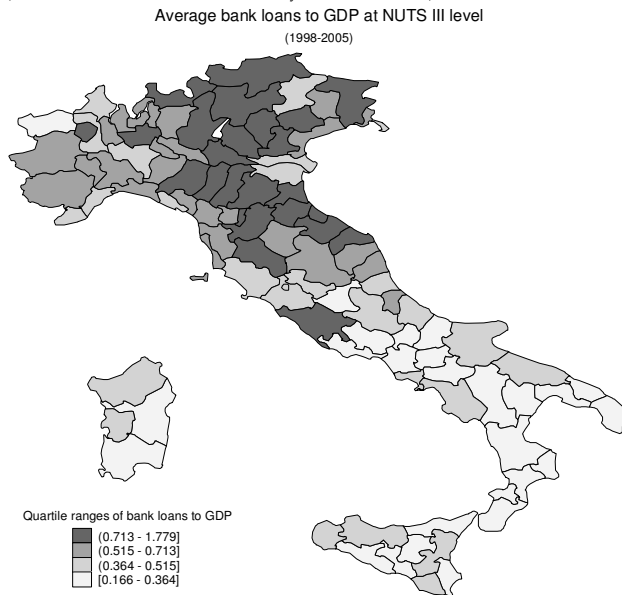 Average bank loans to GDP at NUTS III level
(1998-2005)
Quartile ranges of bank loans to GDP
(0.713 - 1.779]
(0.515 - 0.713]
(0.364 - 0.515]
[0.166 - 0.364]